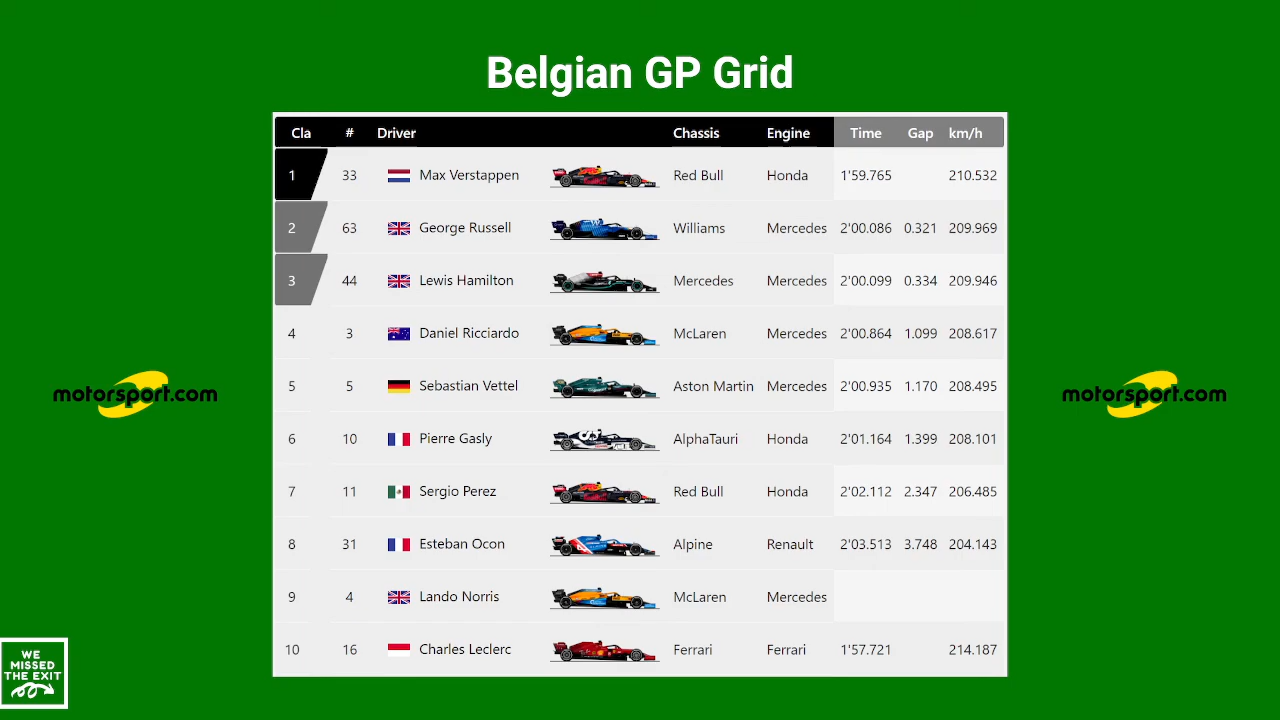 Belgian GP Grid
Cla # Driver Chassis Engine Time Gap km/h
1 33 Max Verstappen Red Bull Honda 1'59.765 210.532
2 63 George Russell Williams Mercedes 2'00.086 0.321 209.969
3 44 Lewis Hamilton Mercedes Mercedes 2'00.099 0.334 209.946
4 3 Daniel Ricciardo McLaren Mercedes 2'00.864 1.099 208.617
5 5 Sebastian Vettel Aston Martin Mercedes 2'00.935 1.170 208.495
motorsport.com motorsport.com
6 10 Pierre Gasly AlphaTauri Honda 2'01.164 1.399 208.101
7 11 Sergio Perez Red Bull Honda 2'02.112 2.347 206.485
8 31 Esteban Ocon Alpine Renault 2'03.513 3.748 204.143
9 4 Lando Norris McLaren Mercedes
10 16 Charles Leclerc Ferrari Ferrari 1'57.721 214.187
WE
MISSED
THE EXIT